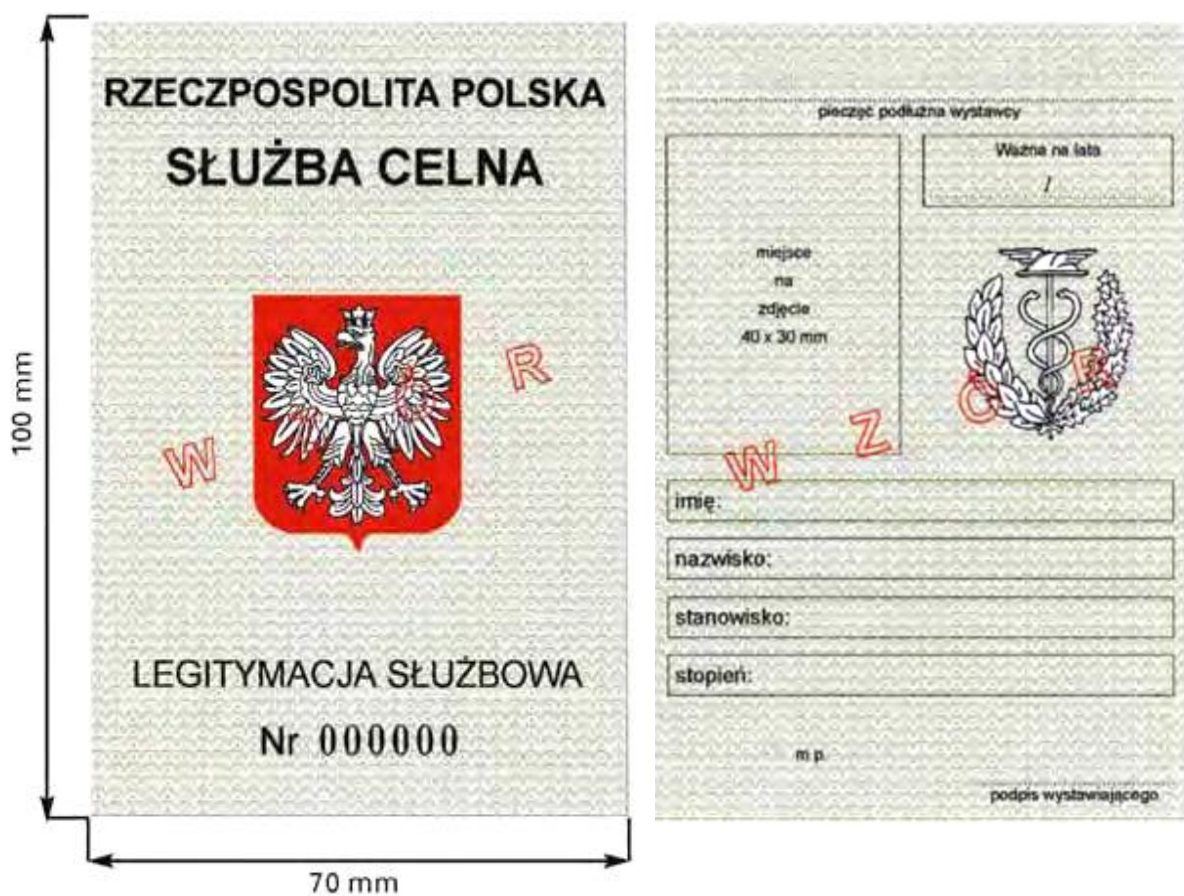 RZECZPOSPOLITA POLSKA
SŁUŻBA CELNA
W R
LEGITYMACJA SŁUŻBOWA
Nr 000000
100 mm
70 mm
pieczęć podłużna wystawcy
Ważna na lata
/
miejsce
na
zdjęcie
40 x 30 mm
W Z Ó R
imię:
nazwisko:
stanowisko:
stopień:
m p.
podpis wystawiającego